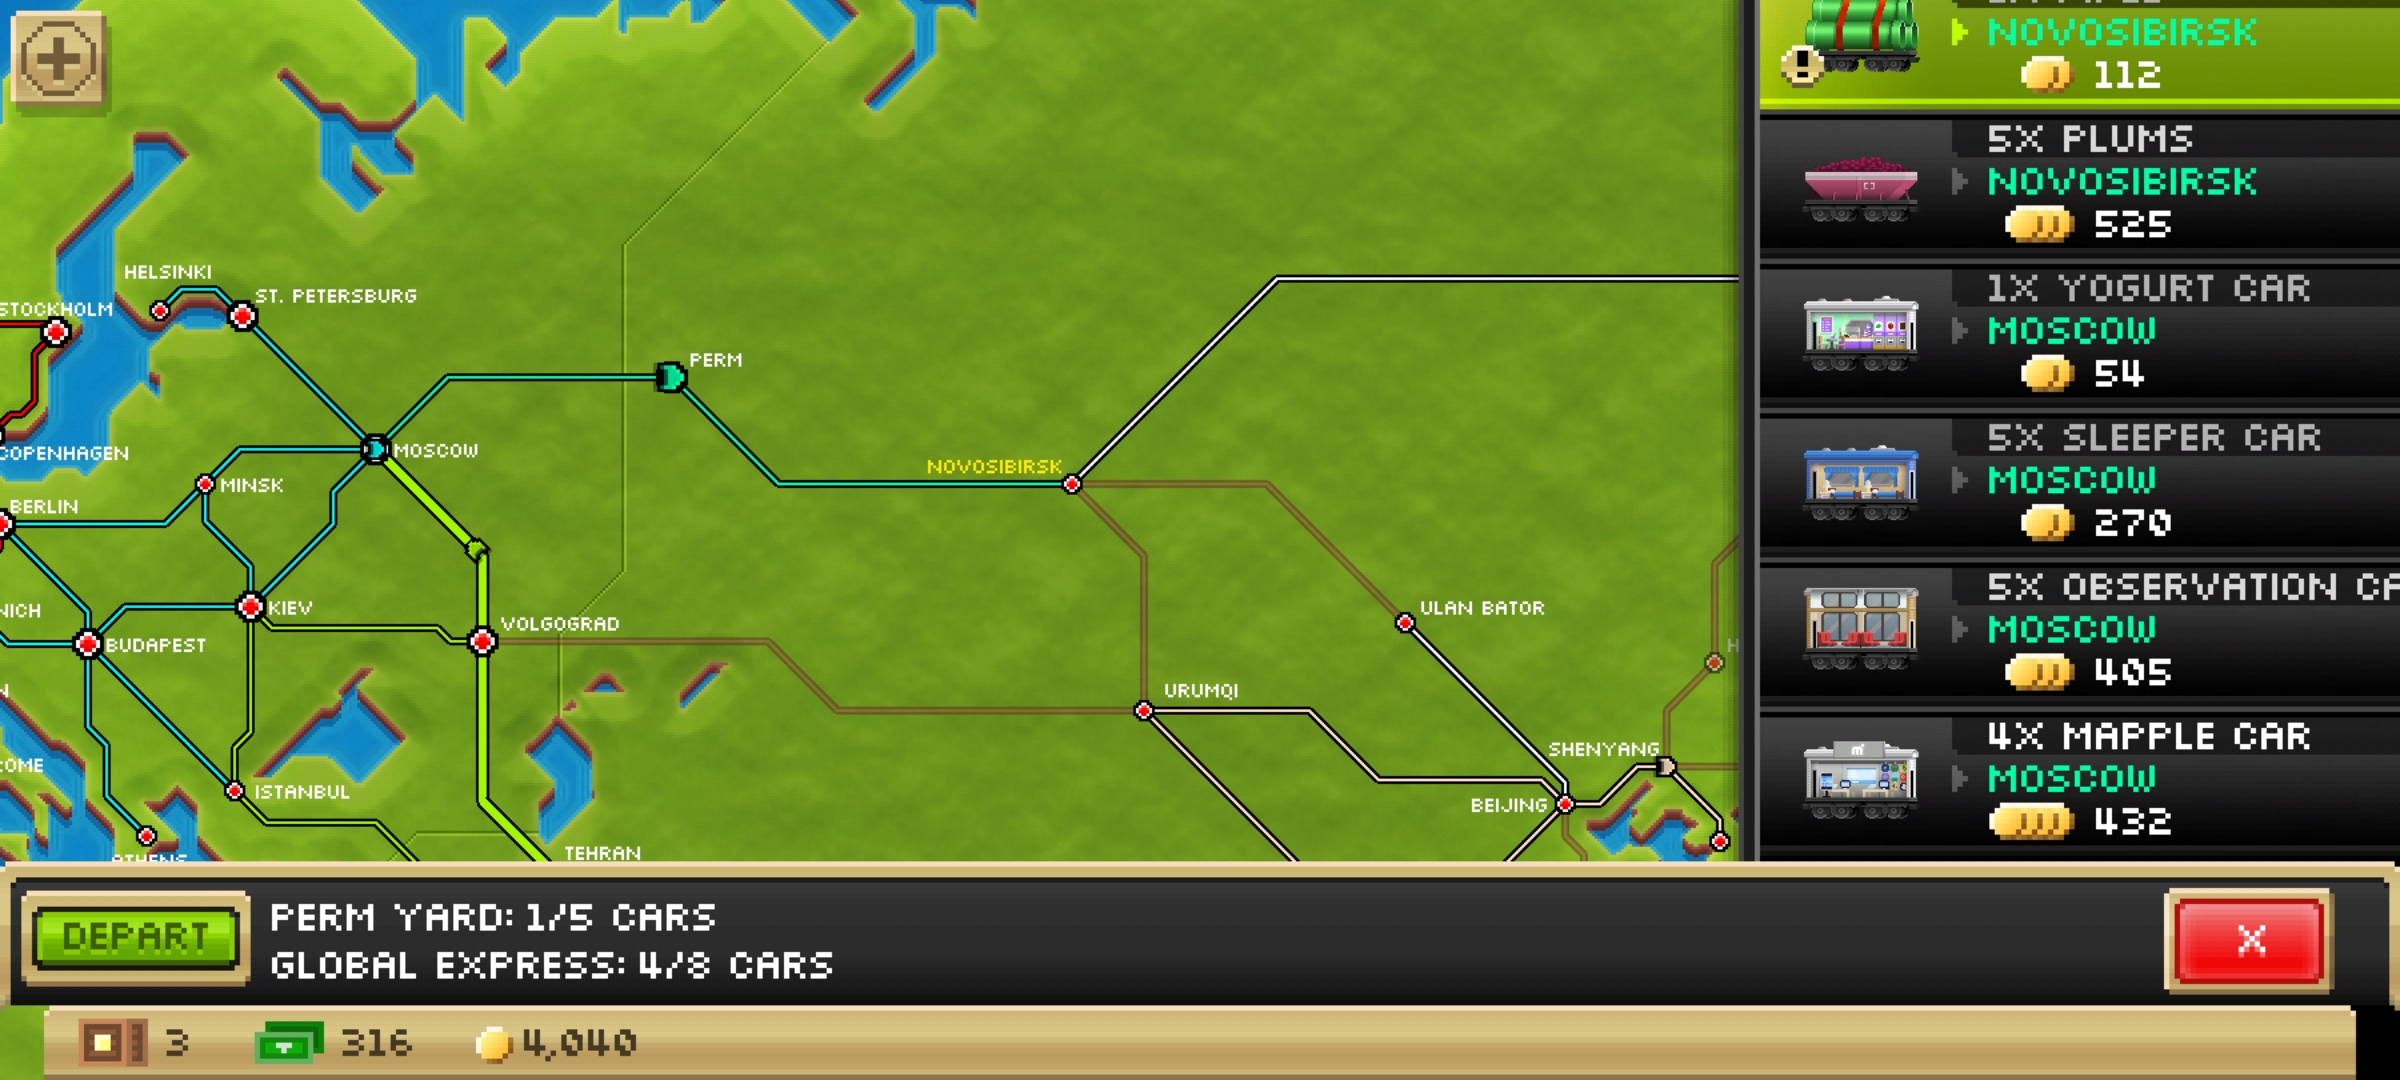 NOVOSIBIRSK
112
5X PLUMS
NOVOSIBIRSK
525
1X YOGURT CAR
MOSCOW
54
5X SLEEPER CAR
MOSCOW
270
5X OBSERVATION CA
MOSCOW
405
4X MAPPLE CAR
m
MOSCOW
432
HELSINKI
ST. PETERSBURG
STOCKHOLM
PERM
COPENHAGEN
MOSCOW
NOVOSIBIRSK
MINSK
BERLIN
NICH
KIEV
VOLGOGRAD
ULAN BATOR
BUDAPEST
H
URUMQI
N
SHENYANG
OME
ISTANBUL
BEIJING
TEHRAN
ATHENS
DEPART
PERM YARD: 1/5 CARS
GLOBAL EXPRESS: 4/8 CARS
X
3
316
4,040